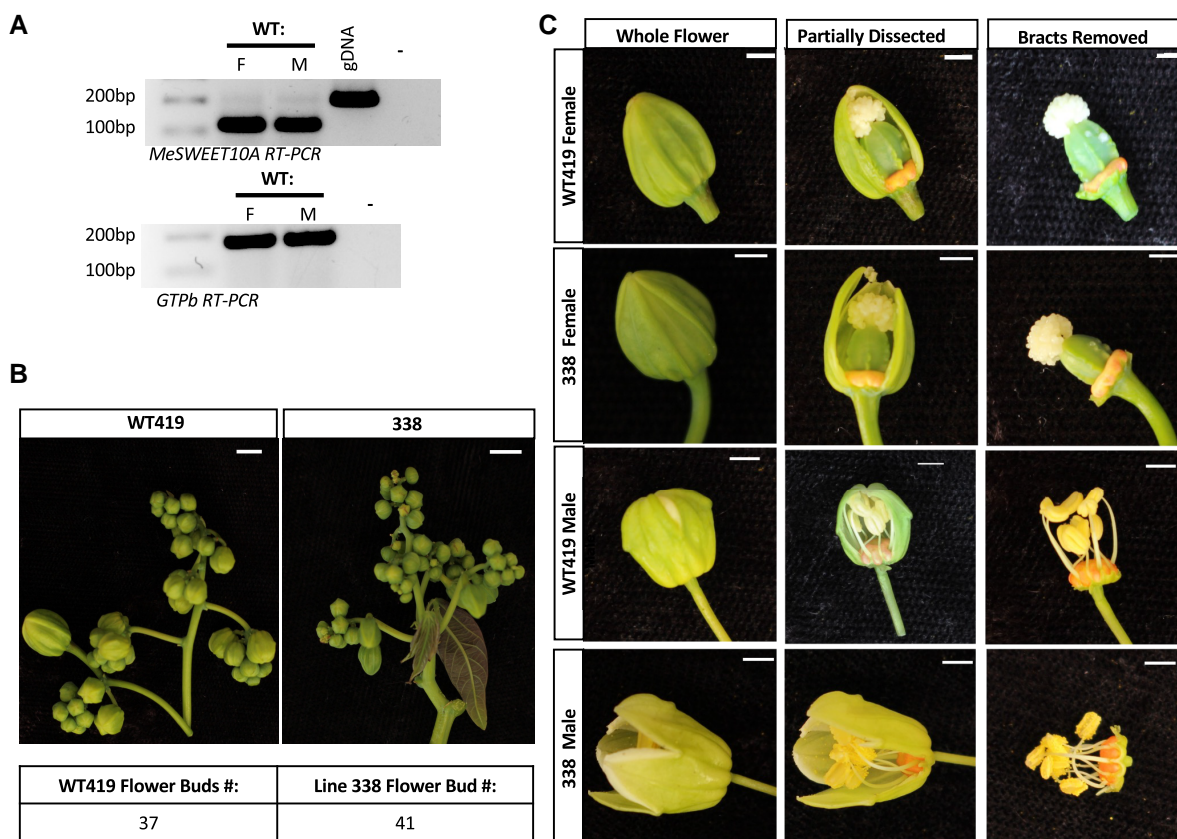 A
WT:
F M gDNA -
200bp
100bp
MeSWEET10A RT-PCR
WT:
F M -
200bp
100bp
GTPb RT-PCR
B
WT419 338
WT419 Flower Buds #: Line 338 Flower Bud #:
37 41
C
Whole Flower Partially Dissected Bracts Removed
WT419 Female
338 Female
WT419 Male
338 Male